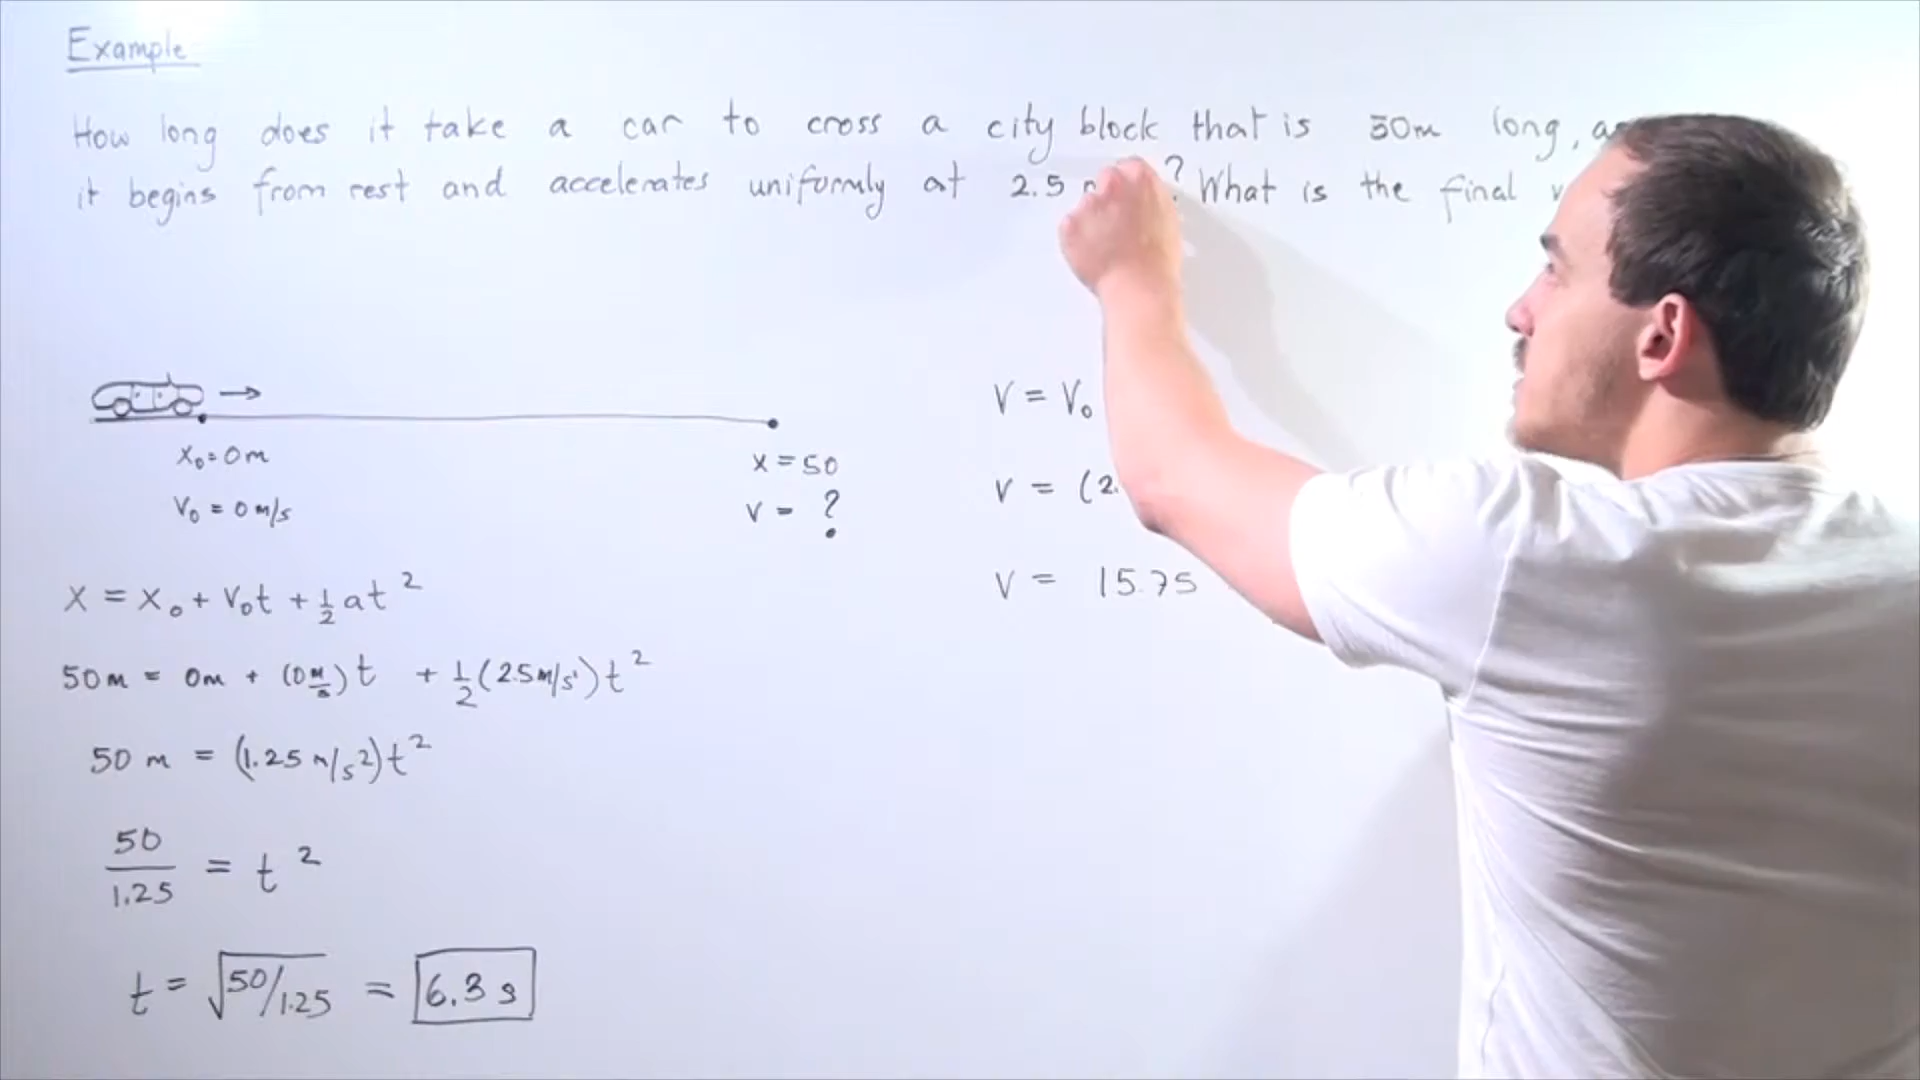 Example
How long does it take a car to cross a city block that is 50m long,
it begins from rest and accelerates uniformly at 2.5 ? What is the final
x₀=0m
v₀ = 0 m/s
x = 50
v = ?
x = x₀ + v₀t + ½at²
50m = 0m + (0 m/s)t + ½(2.5m/s²)t²
50 m = (1.25 m/s²)t²
50/1.25 = t²
t = √50/1.25 = 6.3 s
v = v₀
v = (2.
v = 15.75